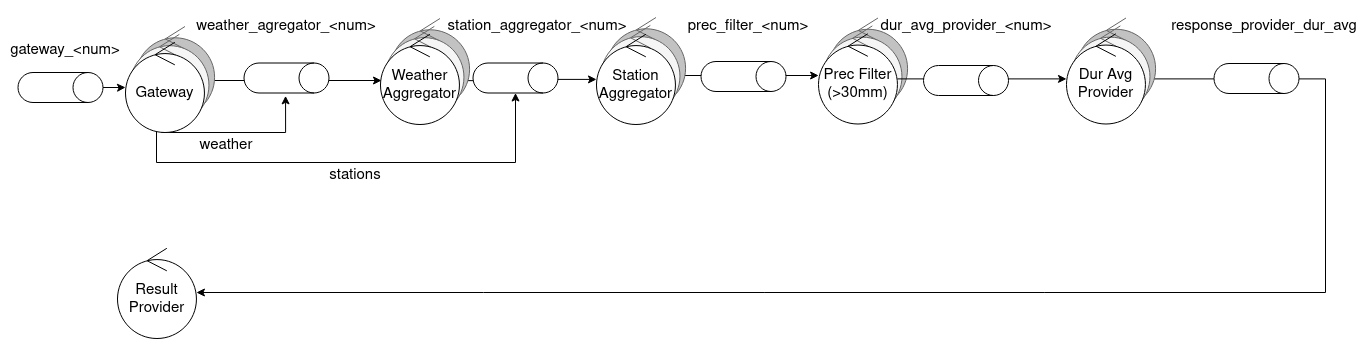 weather_agregator_<num>
station_aggregator_<num>
prec_filter_<num>
dur_avg_provider_<num>
response_provider_dur_avg
gateway_<num>
Gateway
Weather
Aggregator
Station
Aggregator
Prec Filter
(>30mm)
Dur Avg
Provider
weather
stations
Result
Provider